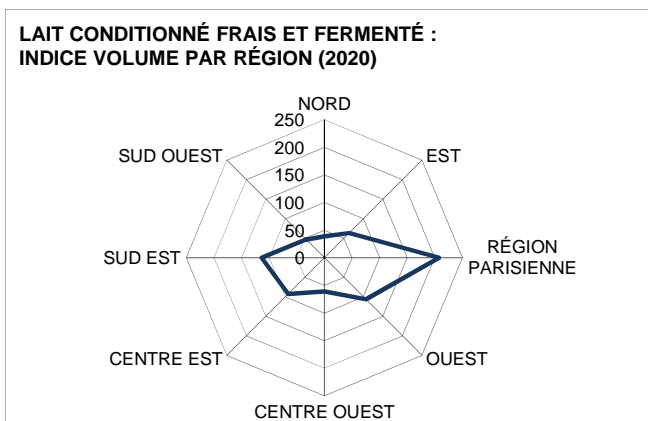 LAIT CONDITIONNÉ FRAIS ET FERMENTÉ :
INDICE VOLUME PAR RÉGION (2020)
NORD
250
200
150
100
50
0
EST
RÉGION
PARISIENNE
OUEST
CENTRE OUEST
CENTRE EST
SUD EST
SUD OUEST